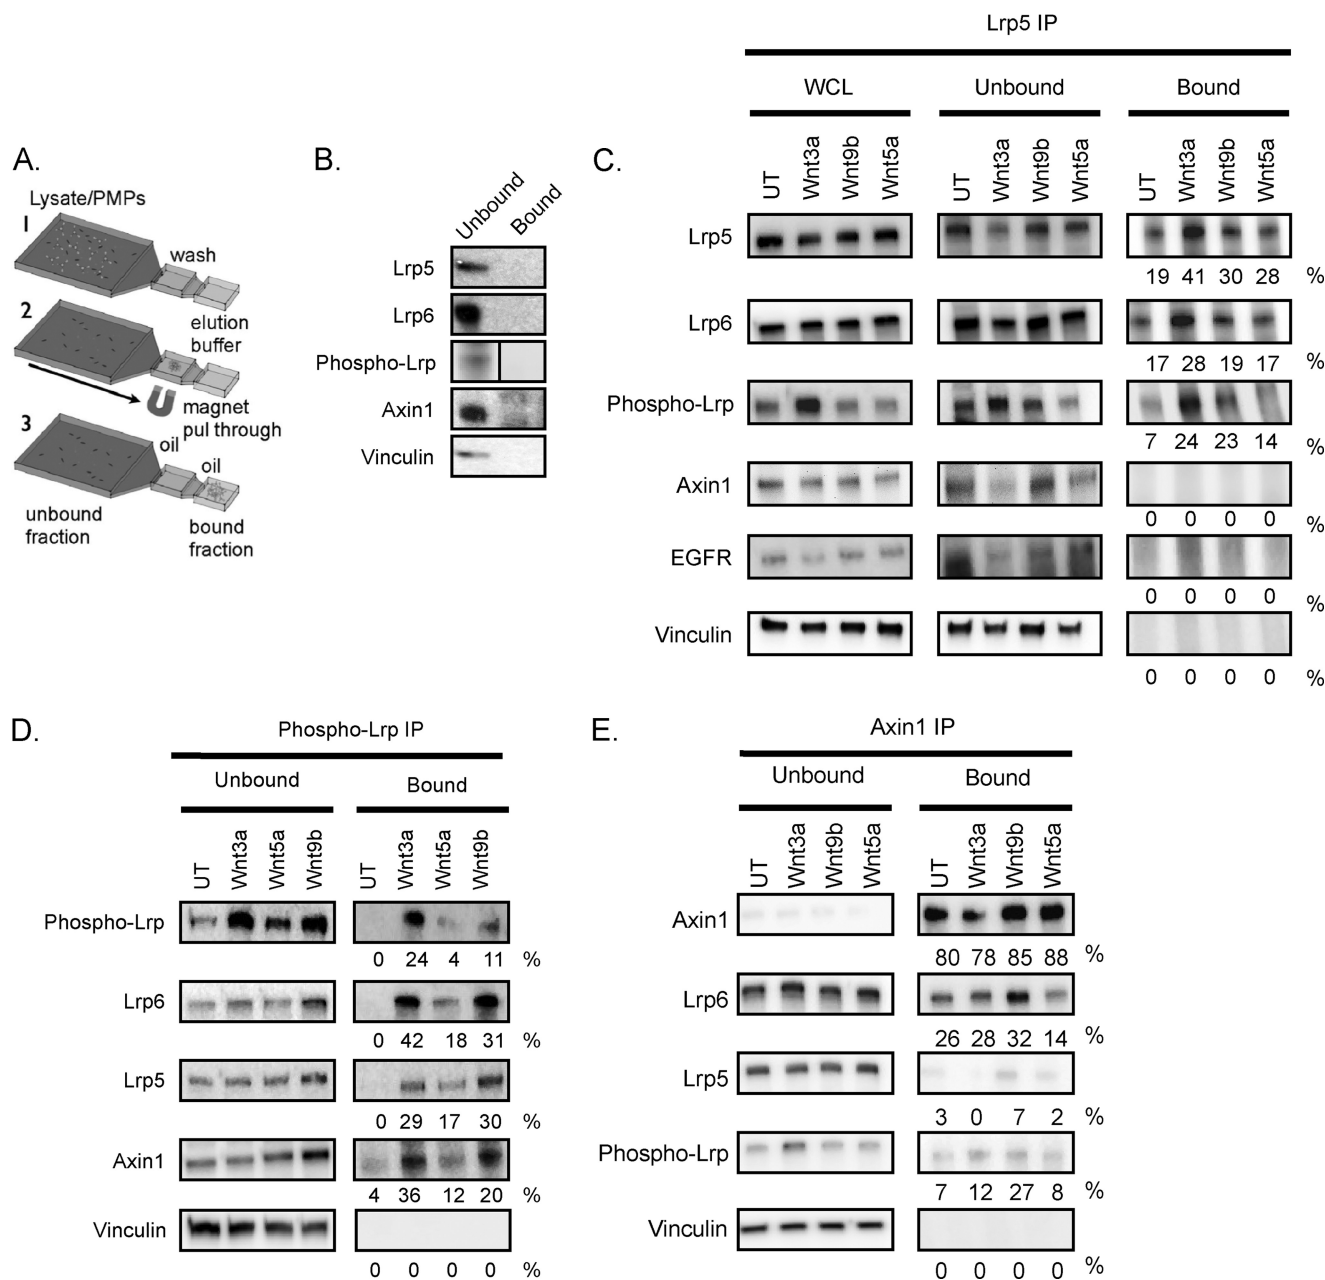 A.
Lysate/PMPs
1
wash
elution
buffer
2
magnet
pul through
3
oil
oil
unbound
fraction
bound
fraction
B.
Unbound
Bound
Lrp5
Lrp6
Phospho-Lrp
Axin1
Vinculin
C.
Lrp5 IP
WCL Unbound Bound
UT Wnt3a Wnt9b Wnt5a UT Wnt3a Wnt9b Wnt5a UT Wnt3a Wnt9b Wnt5a
Lrp5
19 41 30 28 %
Lrp6
17 28 19 17 %
Phospho-Lrp
7 24 23 14 %
Axin1
0 0 0 0 %
EGFR
0 0 0 0 %
Vinculin
0 0 0 0 %
D.
Phospho-Lrp IP
Unbound Bound
UT Wnt3a Wnt5a Wnt9b UT Wnt3a Wnt5a Wnt9b
Phospho-Lrp
0 24 4 11 %
Lrp6
0 42 18 31 %
Lrp5
0 29 17 30 %
Axin1
4 36 12 20 %
Vinculin
0 0 0 0 %
E.
Axin1 IP
Unbound Bound
UT Wnt3a Wnt9b Wnt5a UT Wnt3a Wnt9b Wnt5a
Axin1
80 78 85 88 %
Lrp6
26 28 32 14 %
Lrp5
3 0 7 2 %
Phospho-Lrp
7 12 27 8 %
Vinculin
0 0 0 0 %